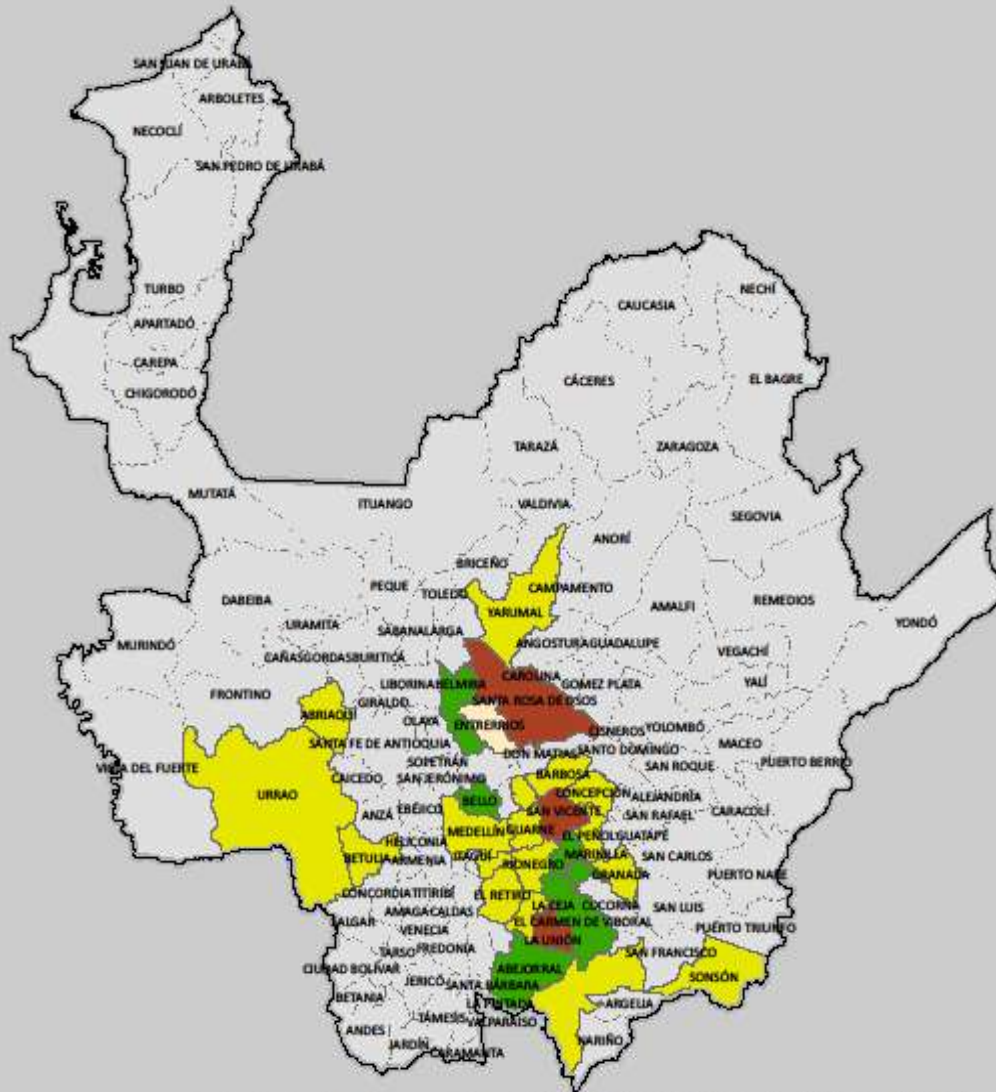 SAN JUAN DE URABÁ
ARBOLETES
NECOCLÍ
SAN PEDRO DE URABÁ
TURBO
APARTADÓ
CAREPA
CHIGORODÓ
NECHÍ
CAUCASIA
CÁCERES
EL BAGRE
TARAZÁ
ZARAGOZA
MUTATÁ
ITUANGO
VALDIVIA
SEGOVIA
ANORÍ
BRICEÑO
PEQUE
TOLEDO
CAMPAMENTO
DABEIBA
YARUMAL
AMALFI
REMEDIOS
YONDÓ
URAMITA
SABANALARGA
MURINDÓ
ANGOSTURA
GUADALUPE
VEGACHÍ
CAÑASGORDAS
BURITICÁ
CAROLINA
YALÍ
LIBORINA
BELMIRA
GOMEZ PLATA
FRONTINO
GIRALDO
SANTA ROSA DE OSOS
ABRIAQUÍ
OLAYA
ENTRERRIOS
CISNEROS
YOLOMBÓ
SANTA FE DE ANTIOQUIA
DON MATIAS
SANTO DOMINGO
MACEO
SOPETRÁN
SAN ROQUE
PUERTO BERRIO
VIGIA DEL FUERTE
CAICEDO
SAN JERÓNIMO
BARBOSA
URRAO
BELLO
CONCEPCIÓN
ALEJANDRÍA
ANZÁ
EBÉJICO
SAN VICENTE
SAN RAFAEL
CARACOLÍ
MEDELLÍN
GUARNE
EL PEÑOL
GUATAPÉ
HELICONIA
BETULIA
ARMENIA
ITAGUÍ
RIONEGRO
MARINILLA
SAN CARLOS
GRANADA
PUERTO NARE
CONCORDIA
TITIRIBÍ
EL RETIRO
LA CEJA
COCORNÁ
SAN LUIS
SALGAR
AMAGA
CALDAS
EL CARMEN DE VIBORAL
PUERTO TRIUNFO
VENECIA
LA UNIÓN
TARSO
FREDONIA
SAN FRANCISCO
CIUDAD BOLÍVAR
ABEJORRAL
SONSÓN
JERICÓ
SANTA BÁRBARA
BETANIA
LA PINTADA
ARGELIA
TÁMESIS
VALPARAÍSO
ANDES
NARIÑO
JARDÍN
CARAMANTA